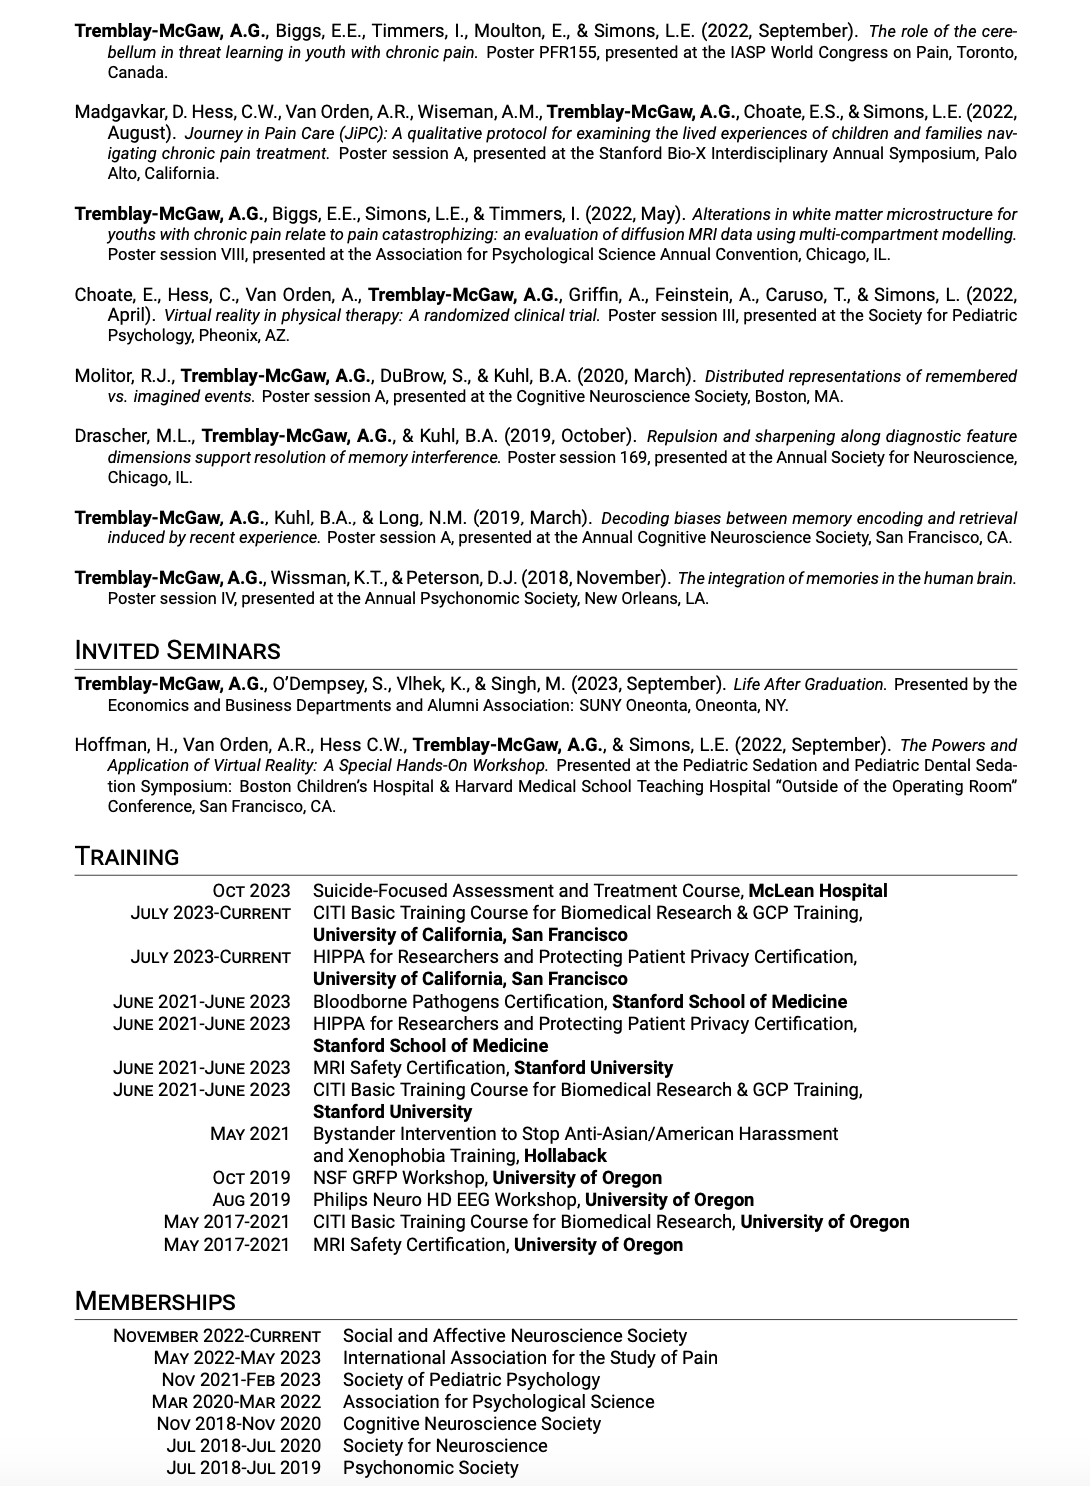 Tremblay-McGaw, A.G., Biggs, E.E., Timmers, I., Moulton, E., & Simons, L.E. (2022, September). The role of the cere-
bellum in threat learning in youth with chronic pain. Poster PFR155, presented at the IASP World Congress on Pain, Toronto,
Canada.
Madgavkar, D. Hess, C.W., Van Orden, A.R., Wiseman, A.M., Tremblay-McGaw, A.G., Choate, E.S., & Simons, L.E. (2022,
August). Journey in Pain Care (JiPC): A qualitative protocol for examining the lived experiences of children and families nav-
igating chronic pain treatment. Poster session A, presented at the Stanford Bio-X Interdisciplinary Annual Symposium, Palo
Alto, California.
Tremblay-McGaw, A.G., Biggs, E.E., Simons, L.E., & Timmers, I. (2022, May). Alterations in white matter microstructure for
youths with chronic pain relate to pain catastrophizing: an evaluation of diffusion MRI data using multi-compartment modelling.
Poster session VIII, presented at the Association for Psychological Science Annual Convention, Chicago, IL.
Choate, E., Hess, C., Van Orden, A., Tremblay-McGaw, A.G., Griffin, A., Feinstein, A., Caruso, T., & Simons, L. (2022,
April). Virtual reality in physical therapy: A randomized clinical trial. Poster session III, presented at the Society for Pediatric
Psychology, Pheonix, AZ.
Molitor, R.J., Tremblay-McGaw, A.G., DuBrow, S., & Kuhl, B.A. (2020, March). Distributed representations of remembered
vs. imagined events. Poster session A, presented at the Cognitive Neuroscience Society, Boston, MA.
Drascher, M.L., Tremblay-McGaw, A.G., & Kuhl, B.A. (2019, October). Repulsion and sharpening along diagnostic feature
dimensions support resolution of memory interference. Poster session 169, presented at the Annual Society for Neuroscience,
Chicago, IL.
Tremblay-McGaw, A.G., Kuhl, B.A., & Long, N.M. (2019, March). Decoding biases between memory encoding and retrieval
induced by recent experience. Poster session A, presented at the Annual Cognitive Neuroscience Society, San Francisco, CA.
Tremblay-McGaw, A.G., Wissman, K.T., & Peterson, D.J. (2018, November). The integration of memories in the human brain.
Poster session IV, presented at the Annual Psychonomic Society, New Orleans, LA.
INVITED SEMINARS
Tremblay-McGaw, A.G., O'Dempsey, S., Vlhek, K., & Singh, M. (2023, September). Life After Graduation. Presented by the
Economics and Business Departments and Alumni Association: SUNY Oneonta, Oneonta, NY.
Hoffman, H., Van Orden, A.R., Hess C.W., Tremblay-McGaw, A.G., & Simons, L.E. (2022, September). The Powers and
Application of Virtual Reality: A Special Hands-On Workshop. Presented at the Pediatric Sedation and Pediatric Dental Seda-
tion Symposium: Boston Children's Hospital & Harvard Medical School Teaching Hospital "Outside of the Operating Room"
Conference, San Francisco, CA.
TRAINING
OCT 2023 Suicide-Focused Assessment and Treatment Course, McLean Hospital
JULY 2023-CURRENT CITI Basic Training Course for Biomedical Research & GCP Training,
University of California, San Francisco
JULY 2023-CURRENT HIPPA for Researchers and Protecting Patient Privacy Certification,
University of California, San Francisco
JUNE 2021-JUNE 2023 Bloodborne Pathogens Certification, Stanford School of Medicine
JUNE 2021-JUNE 2023 HIPPA for Researchers and Protecting Patient Privacy Certification,
Stanford School of Medicine
JUNE 2021-JUNE 2023 MRI Safety Certification, Stanford University
JUNE 2021-JUNE 2023 CITI Basic Training Course for Biomedical Research & GCP Training,
Stanford University
MAY 2021 Bystander Intervention to Stop Anti-Asian/American Harassment
and Xenophobia Training, Hollaback
OCT 2019 NSF GRFP Workshop, University of Oregon
AUG 2019 Philips Neuro HD EEG Workshop, University of Oregon
MAY 2017-2021 CITI Basic Training Course for Biomedical Research, University of Oregon
MAY 2017-2021 MRI Safety Certification, University of Oregon
MEMBERSHIPS
NOVEMBER 2022-CURRENT Social and Affective Neuroscience Society
MAY 2022-MAY 2023 International Association for the Study of Pain
NOV 2021-FEB 2023 Society of Pediatric Psychology
MAR 2020-MAR 2022 Association for Psychological Science
NOV 2018-NOV 2020 Cognitive Neuroscience Society
JUL 2018-JUL 2020 Society for Neuroscience
JUL 2018-JUL 2019 Psychonomic Society